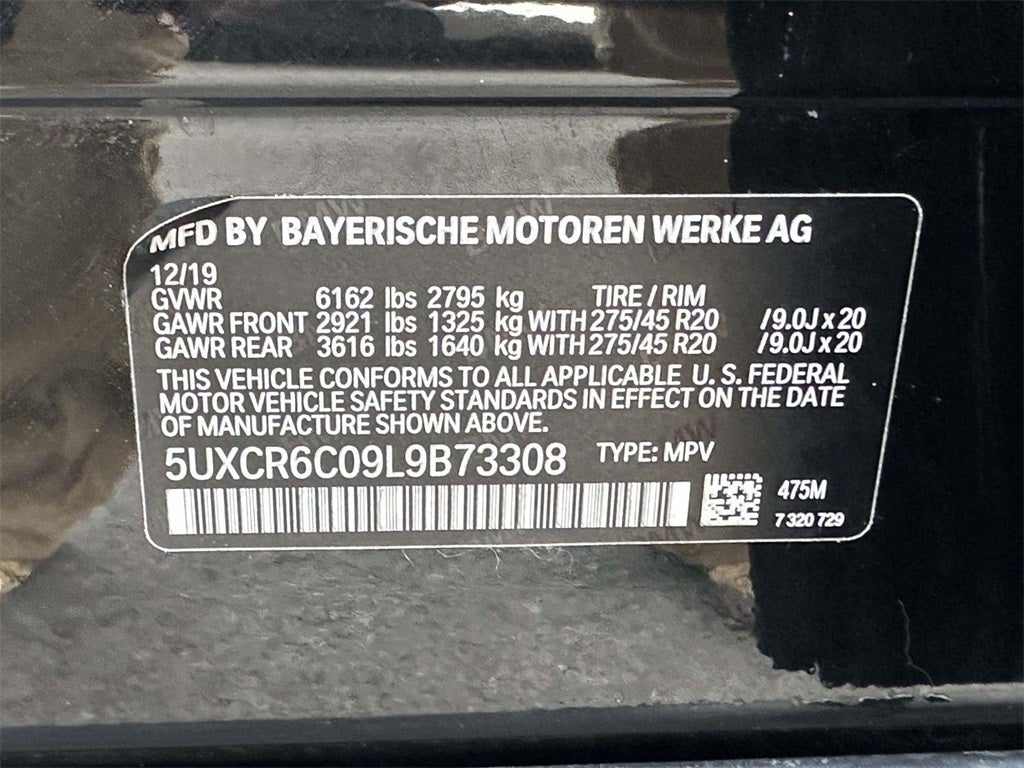 MFD BY BAYERISCHE MOTOREN WERKE AG
12/19
GVWR 6162 lbs 2795 kg TIRE / RIM
GAWR FRONT 2921 lbs 1325 kg WITH 275/45 R20 /9.0J x 20
GAWR REAR 3616 lbs 1640 kg WITH 275/45 R20 /9.0J x 20
THIS VEHICLE CONFORMS TO ALL APPLICABLE U. S. FEDERAL
MOTOR VEHICLE SAFETY STANDARDS IN EFFECT ON THE DATE
OF MANUFACTURE SHOWN ABOVE.
5UXCR6C09L9B73308 TYPE: MPV
475M
7 320 729